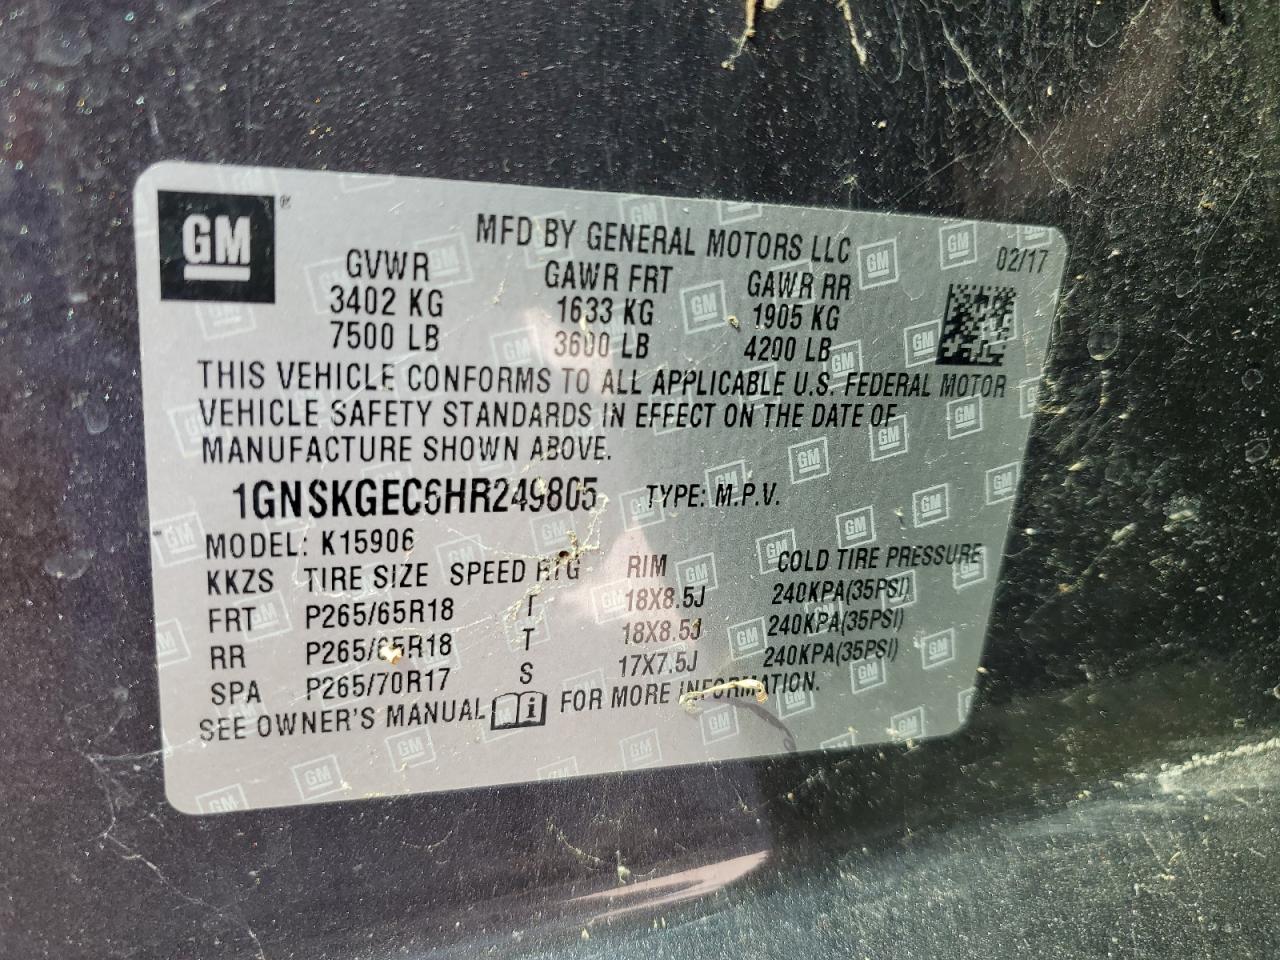 GM ®
MFD BY GENERAL MOTORS LLC
02/17
GVWR GAWR FRT GAWR RR
3402 KG 1633 KG 1905 KG
7500 LB 3600 LB 4200 LB
THIS VEHICLE CONFORMS TO ALL APPLICABLE U.S. FEDERAL MOTOR
VEHICLE SAFETY STANDARDS IN EFFECT ON THE DATE OF
MANUFACTURE SHOWN ABOVE.
1GNSKGEC6HR249805 TYPE: M.P.V.
MODEL: K15906
KKZS TIRE SIZE SPEED RTG RIM COLD TIRE PRESSURE
FRT P265/65R18 T 18X8.5J 240KPA(35PSI)
RR P265/65R18 T 18X8.5J 240KPA(35PSI)
SPA P265/70R17 S 17X7.5J 240KPA(35PSI)
SEE OWNER'S MANUAL i FOR MORE INFORMATION.